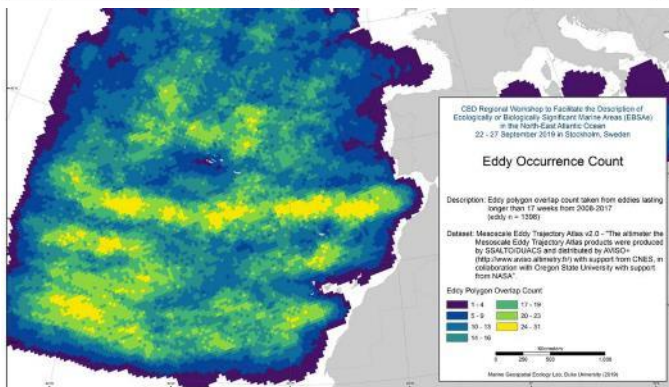 CBD Regional Workshop to Facilitate the Description of
Ecologically or Biologically Significant Marine Areas (EBSAs)
in the North-East Atlantic Ocean
22 - 27 September 2019 in Stockholm, Sweden
Eddy Occurrence Count
Description: Eddy polygon overlap count taken from eddies lasting
longer than 17 weeks from 2008-2017
(eddy n = 1398)
Dataset: Mesoscale Eddy Trajectory Atlas v2.0 - "The altimeter the
Mesoscale Eddy Trajectory Atlas products were produced
by SSALTO/DUACS and distributed by AVISO+
(http://www.aviso.altimetry.fr/) with support from CNES, in
collaboration with Oregon State University with support
from NASA".
Eddy Polygon Overlap Count
1 - 4
17 - 19
5 - 9
20 - 23
10 - 13
24 - 31
14 - 16
Kilometers
0
500
1,000
Marine Geospatial Ecology Lab, Duke University (2019)